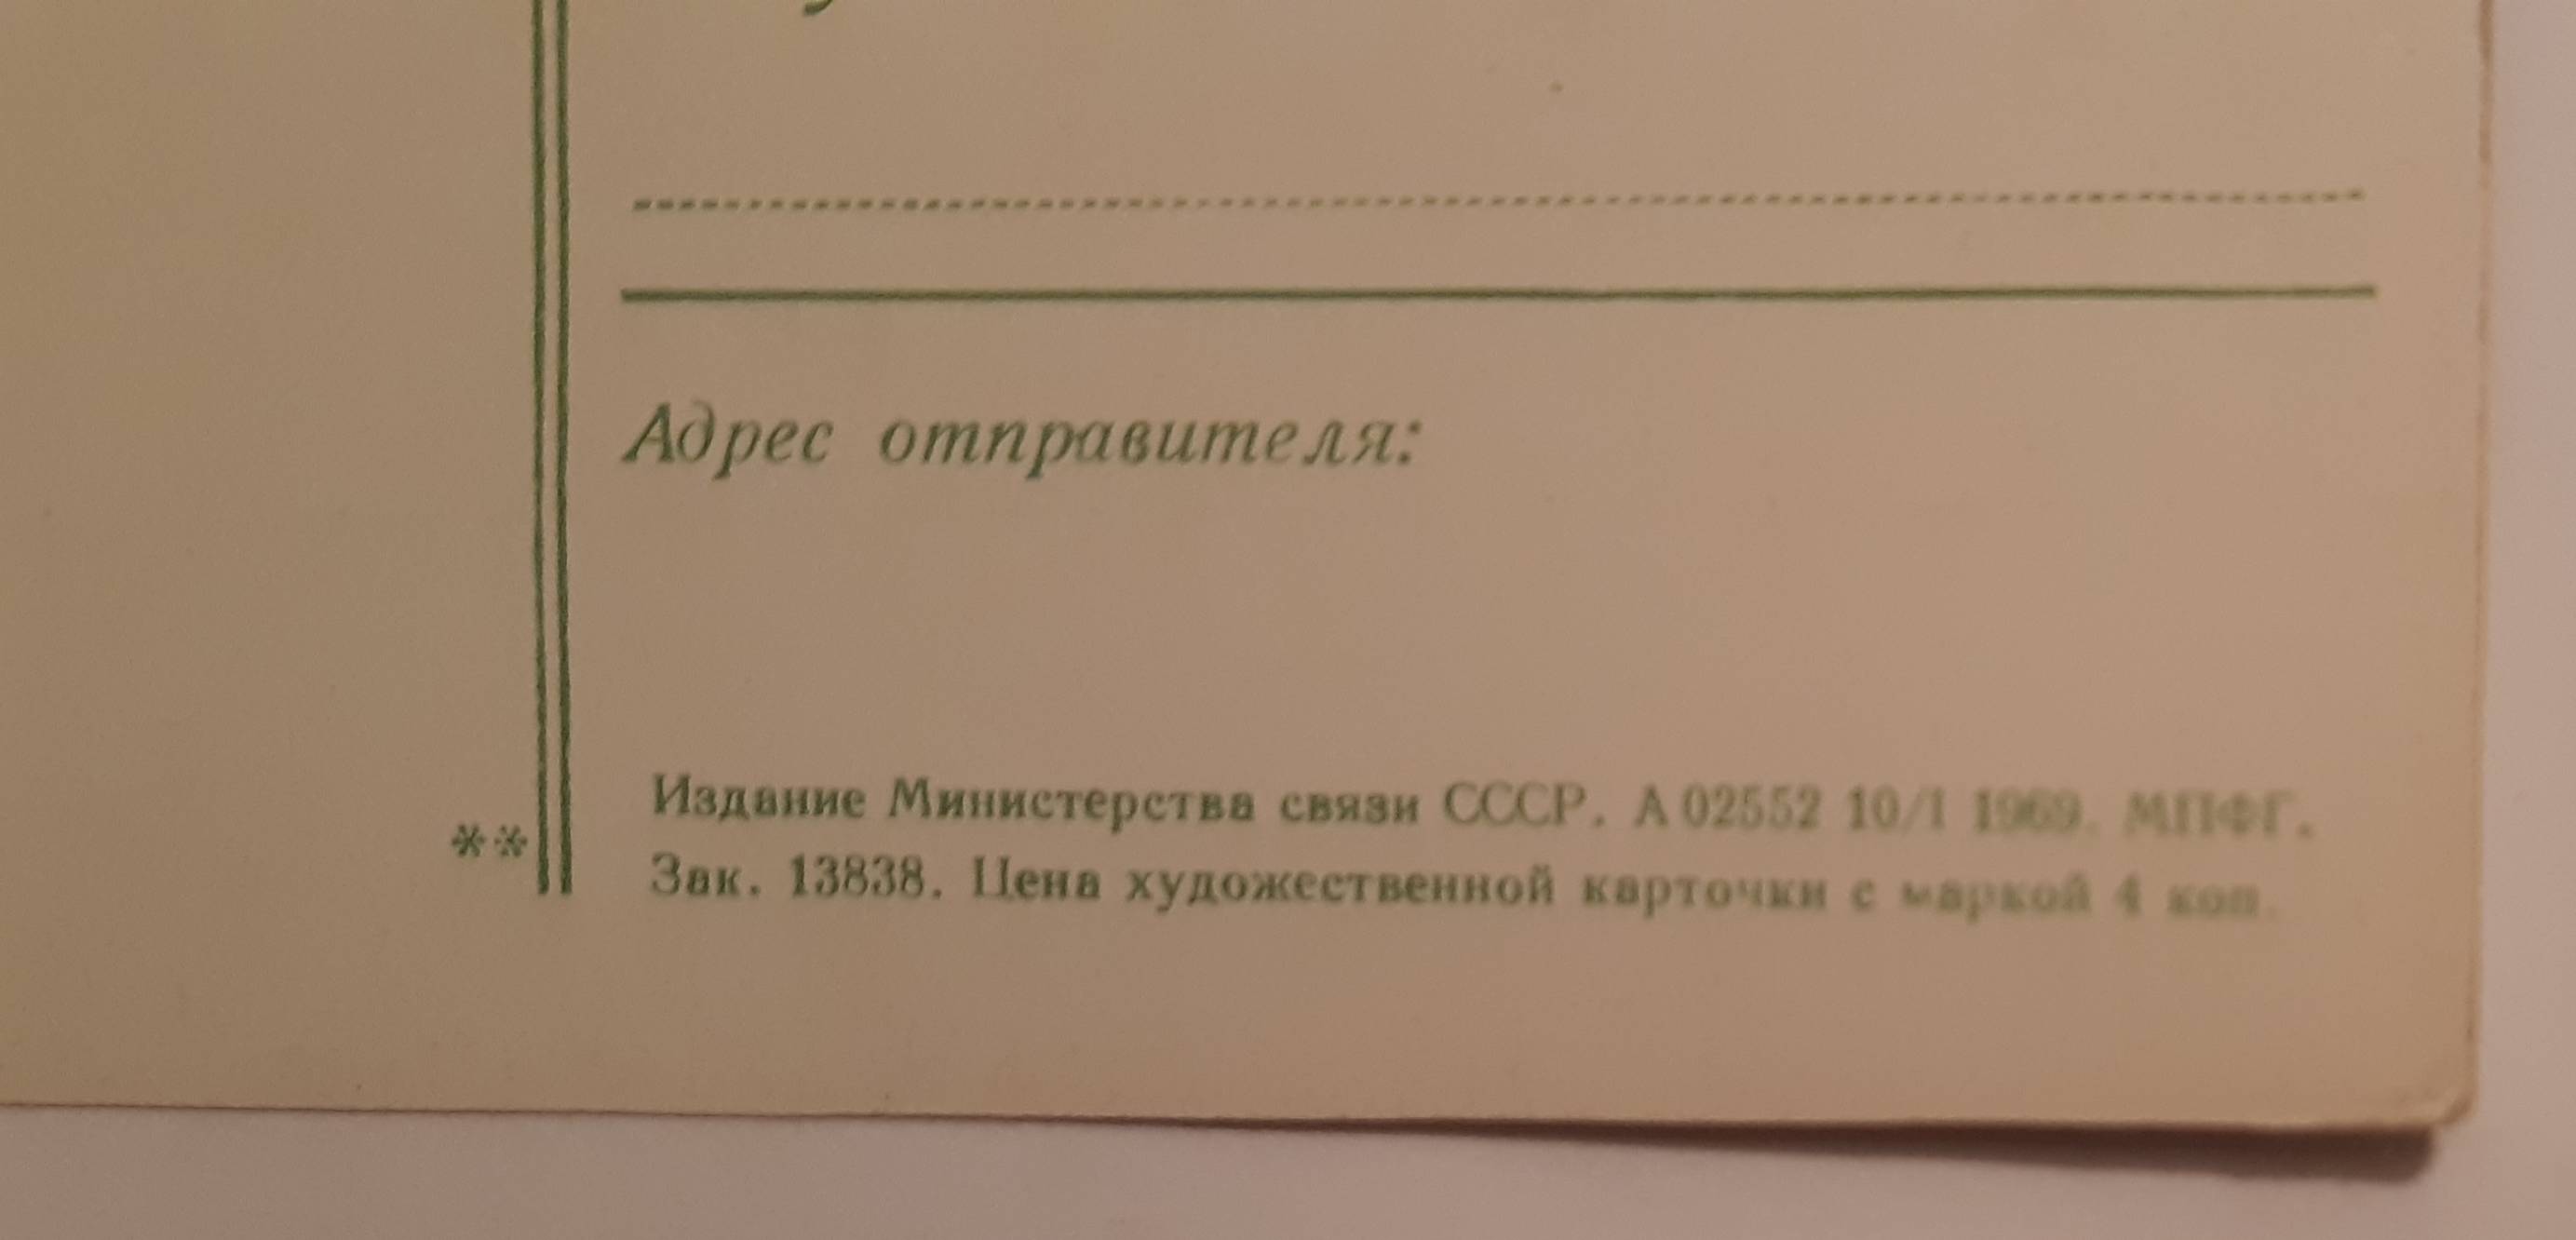 Адрес отправителя:
Издание Министерства связи СССР. А 02552 10/I 1969. МПФГ.
** Зак. 13838. Цена художественной карточки с маркой 4 коп.